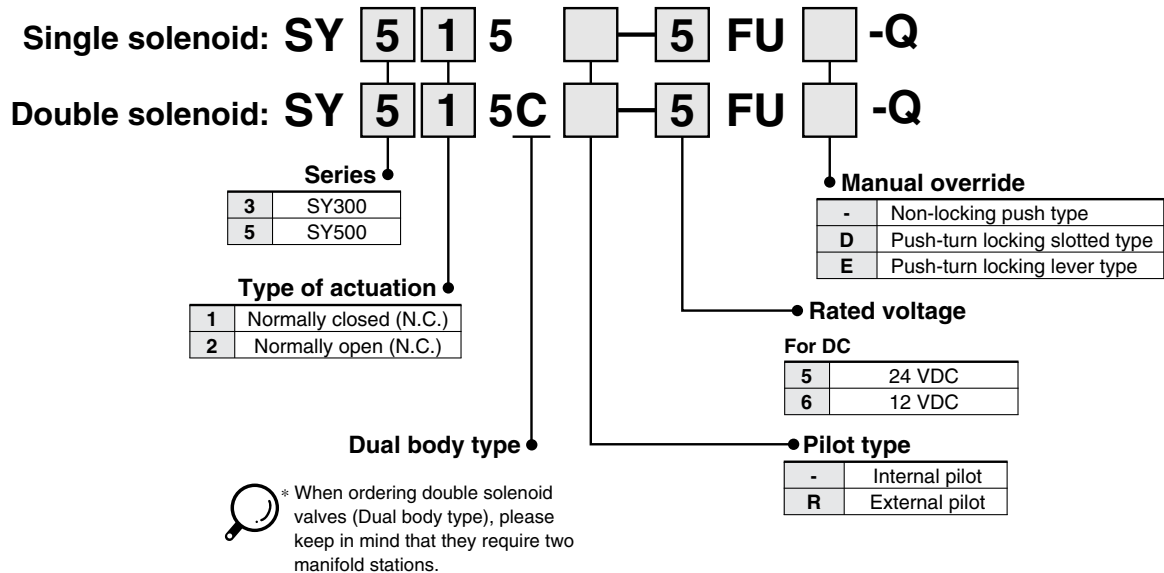 Single solenoid: SY 5 1 5 5 FU -Q
Double solenoid: SY 5 1 5C 5 FU -Q
Series
3 SY300
5 SY500
Manual override
- Non-locking push type
D Push-turn locking slotted type
E Push-turn locking lever type
Type of actuation
1 Normally closed (N.C.)
2 Normally open (N.C.)
Rated voltage
For DC
5 24 VDC
6 12 VDC
Dual body type
Pilot type
- Internal pilot
R External pilot
* When ordering double solenoid
valves (Dual body type), please
keep in mind that they require two
manifold stations.